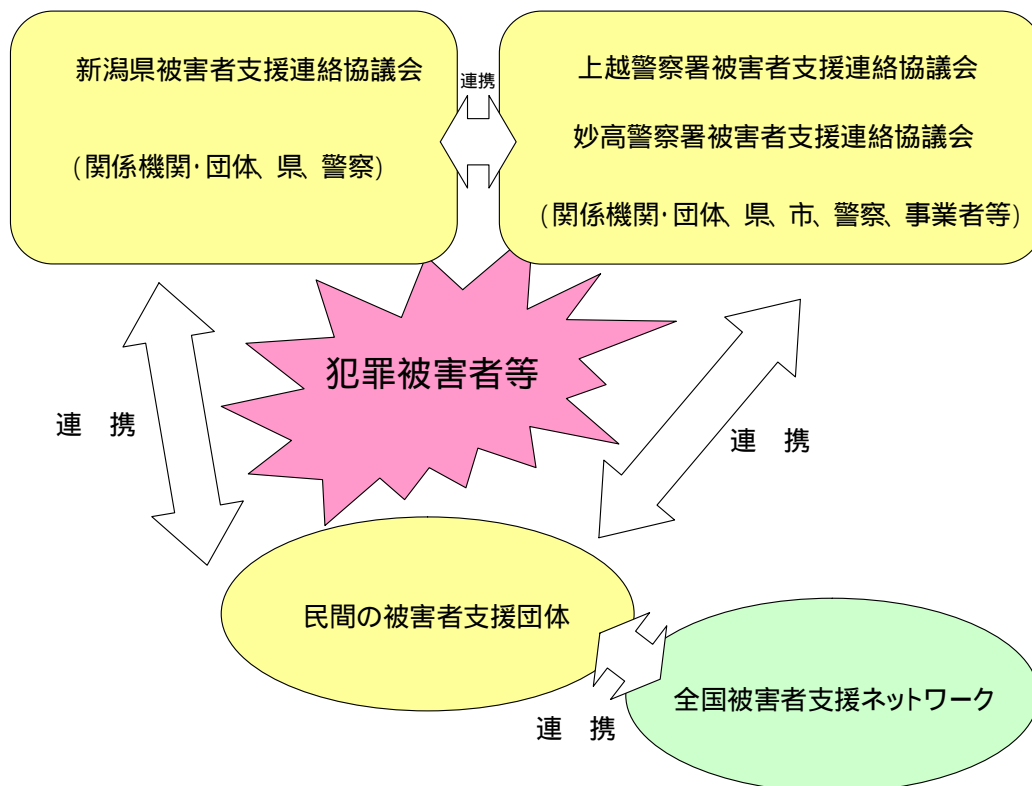 新潟県被害者支援連絡協議会
(関係機関・団体、県、警察)
連携
上越警察署被害者支援連絡協議会
妙高警察署被害者支援連絡協議会
(関係機関・団体、県、市、警察、事業者等)
犯罪被害者等
連 携
連 携
民間の被害者支援団体
連 携
全国被害者支援ネットワーク